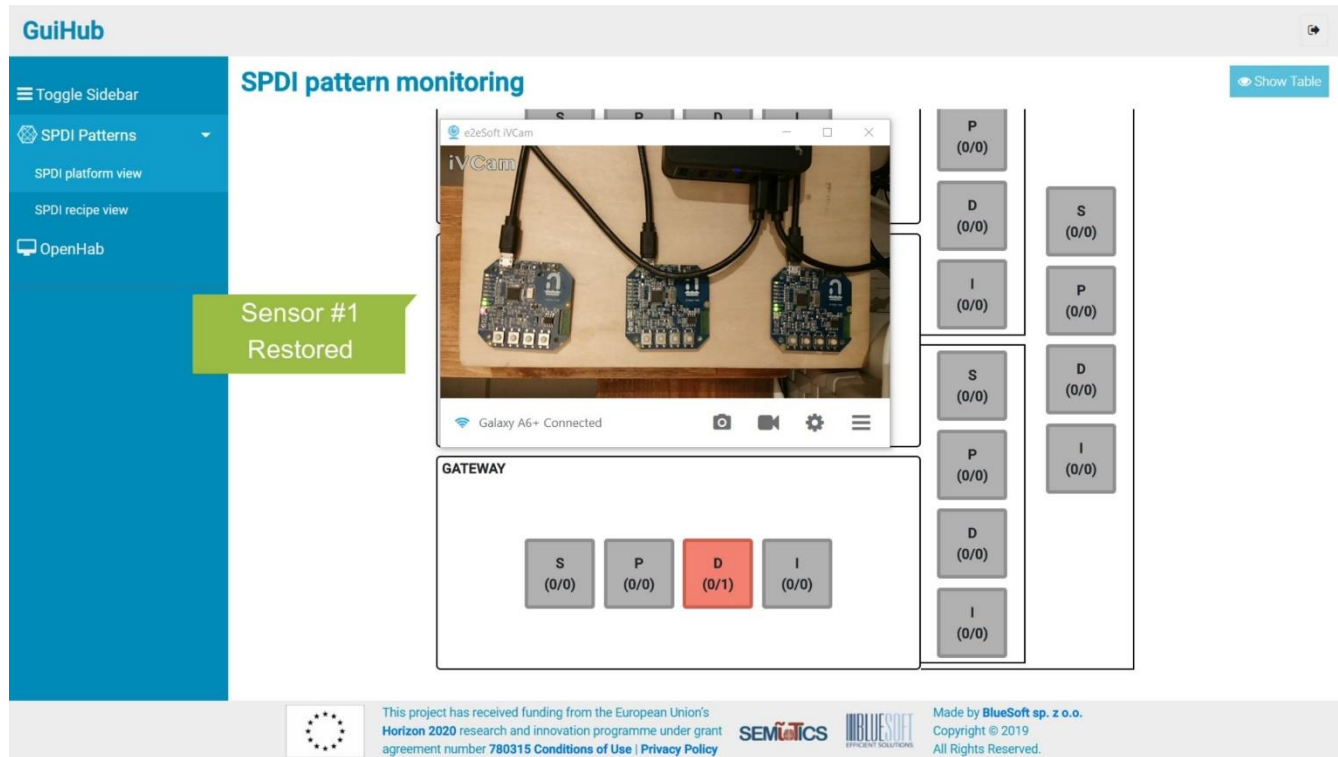 GuiHub
Toggle Sidebar
SPDI Patterns
SPDI platform view
SPDI recipe view
OpenHab
SPDI pattern monitoring
Show Table
S P D I
e2eSoft iVCam
iVCam
Sensor #1
Restored
Galaxy A6+ Connected
P
(0/0)
D
(0/0)
I
(0/0)
S
(0/0)
P
(0/0)
D
(0/0)
I
(0/0)
S
(0/0)
P
(0/0)
D
(0/0)
I
(0/0)
GATEWAY
S P D I
(0/0) (0/0) (0/1) (0/0)
This project has received funding from the European Union's
Horizon 2020 research and innovation programme under grant
agreement number 780315 Conditions of Use | Privacy Policy
SEMIoTICS
BLUESOFT
EFFICIENT SOLUTIONS
Made by BlueSoft sp. z o.o.
Copyright © 2019
All Rights Reserved.